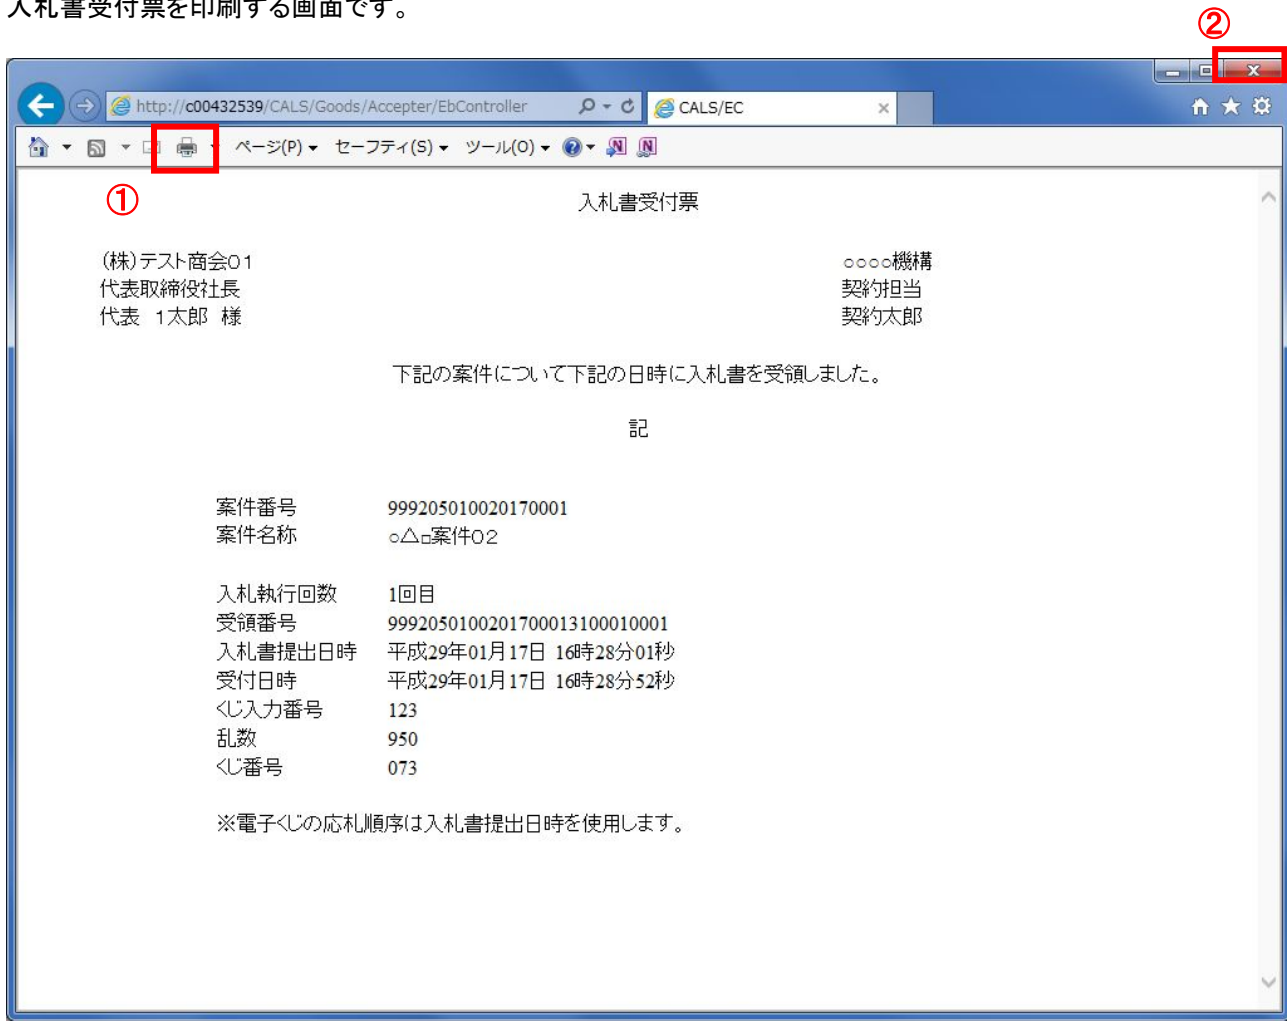 入札書受付票を印刷する画面です。
②
http://c00432539/CALS/Goods/Accepter/EbController
CALS/EC
ページ(P) セーフティ(S) ツール(O)
①
入札書受付票
(株)テスト商会01
○○○○機構
代表取締役社長
契約担当
代表 1太郎 様
契約太郎
下記の案件について下記の日時に入札書を受領しました。
記
案件番号 999205010020170001
案件名称 ○△□案件02
入札執行回数 1回目
受領番号 9992050100201700013100010001
入札書提出日時 平成29年01月17日 16時28分01秒
受付日時 平成29年01月17日 16時28分52秒
くじ入力番号 123
乱数 950
くじ番号 073
※電子くじの応札順序は入札書提出日時を使用します。